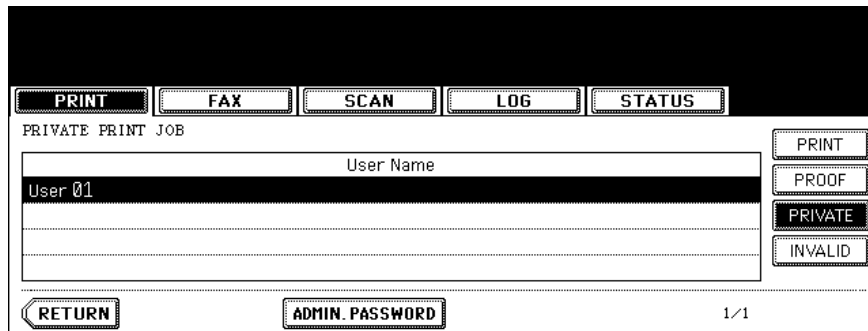 PRINT FAX SCAN LOG STATUS
PRIVATE PRINT JOB
PRINT
User Name
PROOF
User 01
PRIVATE
INVALID
RETURN ADMIN.PASSWORD 1/1